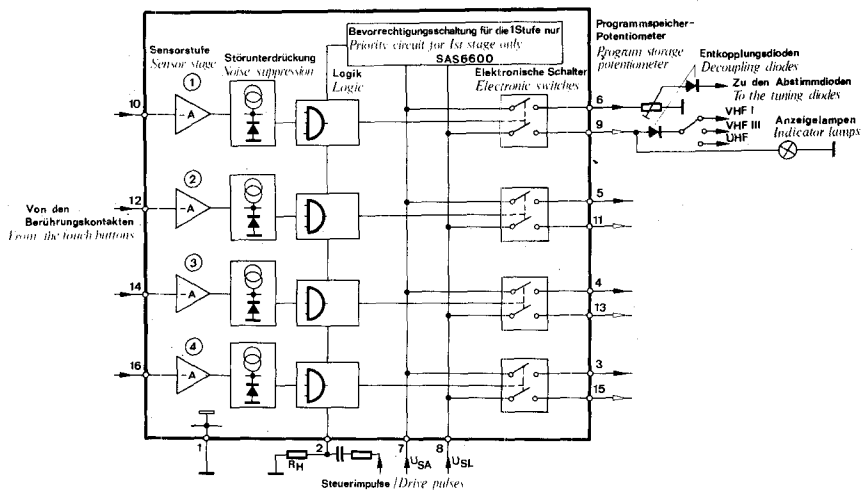 Bevorrechtigungsschaltung für die 1Stufe nur
Priority circuit for 1st stage only
SAS6600
Sensorstufe
Sensor stage
Störunterdrückung
Noise suppression
Logik
Logic
Elektronische Schalter
Electronic switches
Programmspeicher-
Potentiometer
Program storage
potentiometer
Entkopplungsdioden
Decoupling diodes
Zu den Abstimmdioden
To the tuning diodes
VHF I
VHF III
UHF
Anzeigelampen
Indicator lamps
1
10
-A
6
9
2
12
-A
5
11
Von den
Berührungskontakten
From the touch buttons
3
14
-A
4
13
4
16
-A
3
15
1
2
7
8
RH
USA
USL
Steuerimpulse / Drive pulses